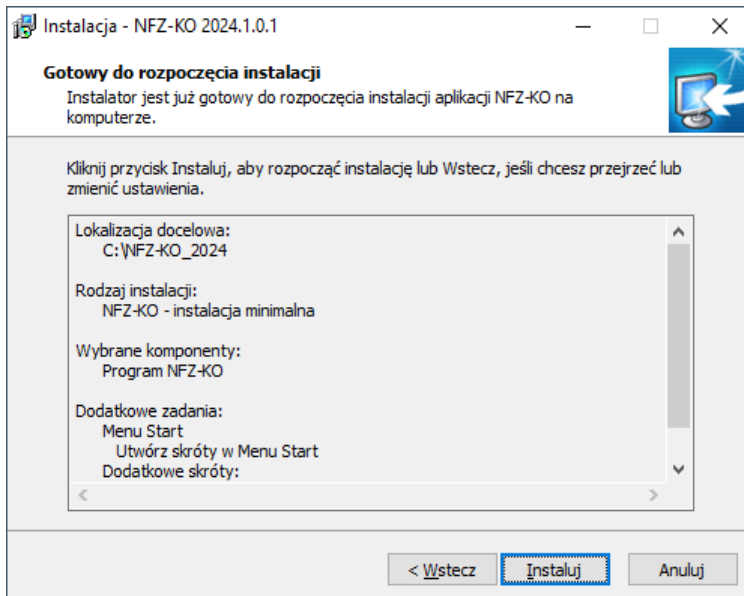 Instalacja - NFZ-KO 2024.1.0.1
Gotowy do rozpoczęcia instalacji
Instalator jest już gotowy do rozpoczęcia instalacji aplikacji NFZ-KO na
komputerze.
Kliknij przycisk Instaluj, aby rozpocząć instalację lub Wstecz, jeśli chcesz przejrzeć lub
zmienić ustawienia.
Lokalizacja docelowa:
C:\NFZ-KO_2024
Rodzaj instalacji:
NFZ-KO - instalacja minimalna
Wybrane komponenty:
Program NFZ-KO
Dodatkowe zadania:
Menu Start
Utwórz skróty w Menu Start
Dodatkowe skróty:
< Wstecz
Instaluj
Anuluj